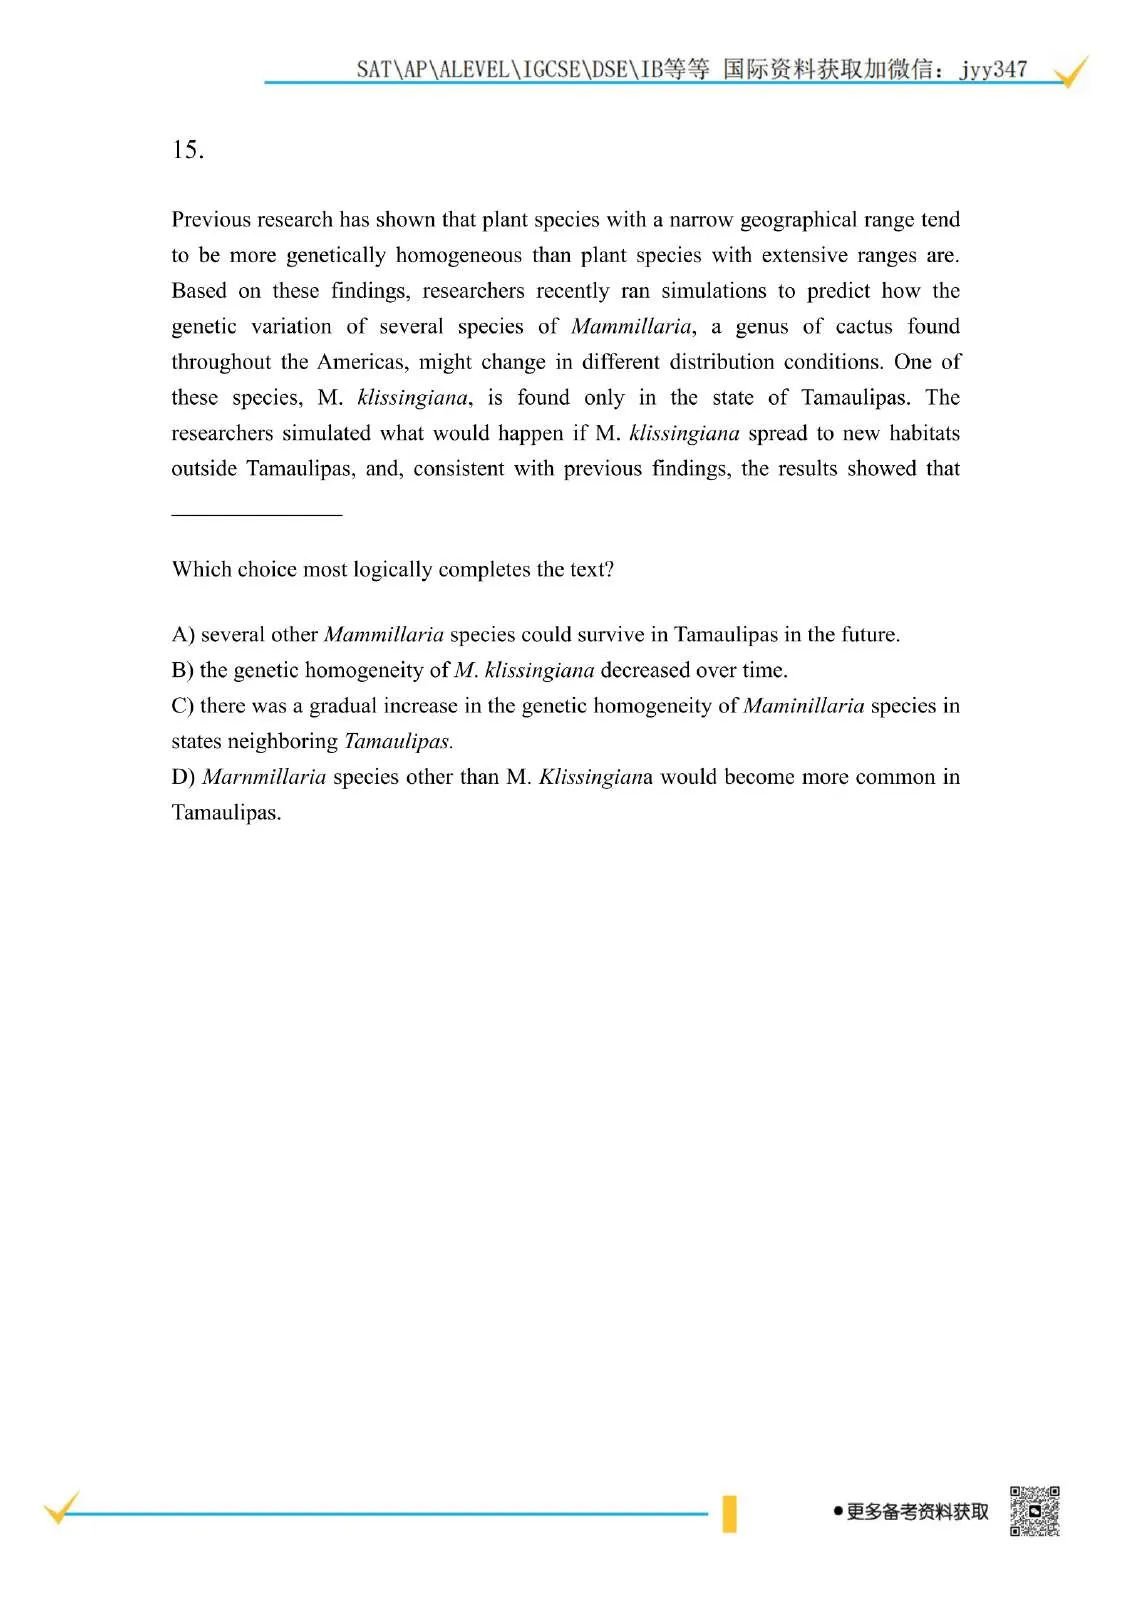 SAT\AP\ALEVEL\IGCSE\DSE\IB等等 国际资料获取加微信：jyy347
15.
Previous research has shown that plant species with a narrow geographical range tend
to be more genetically homogeneous than plant species with extensive ranges are.
Based on these findings, researchers recently ran simulations to predict how the
genetic variation of several species of Mammillaria, a genus of cactus found
throughout the Americas, might change in different distribution conditions. One of
these species, M. klissingiana, is found only in the state of Tamaulipas. The
researchers simulated what would happen if M. klissingiana spread to new habitats
outside Tamaulipas, and, consistent with previous findings, the results showed that
_______________
Which choice most logically completes the text?
A) several other Mammillaria species could survive in Tamaulipas in the future.
B) the genetic homogeneity of M. klissingiana decreased over time.
C) there was a gradual increase in the genetic homogeneity of Maminillaria species in
states neighboring Tamaulipas.
D) Marnmillaria species other than M. Klissingiana would become more common in
Tamaulipas.
●更多备考资料获取